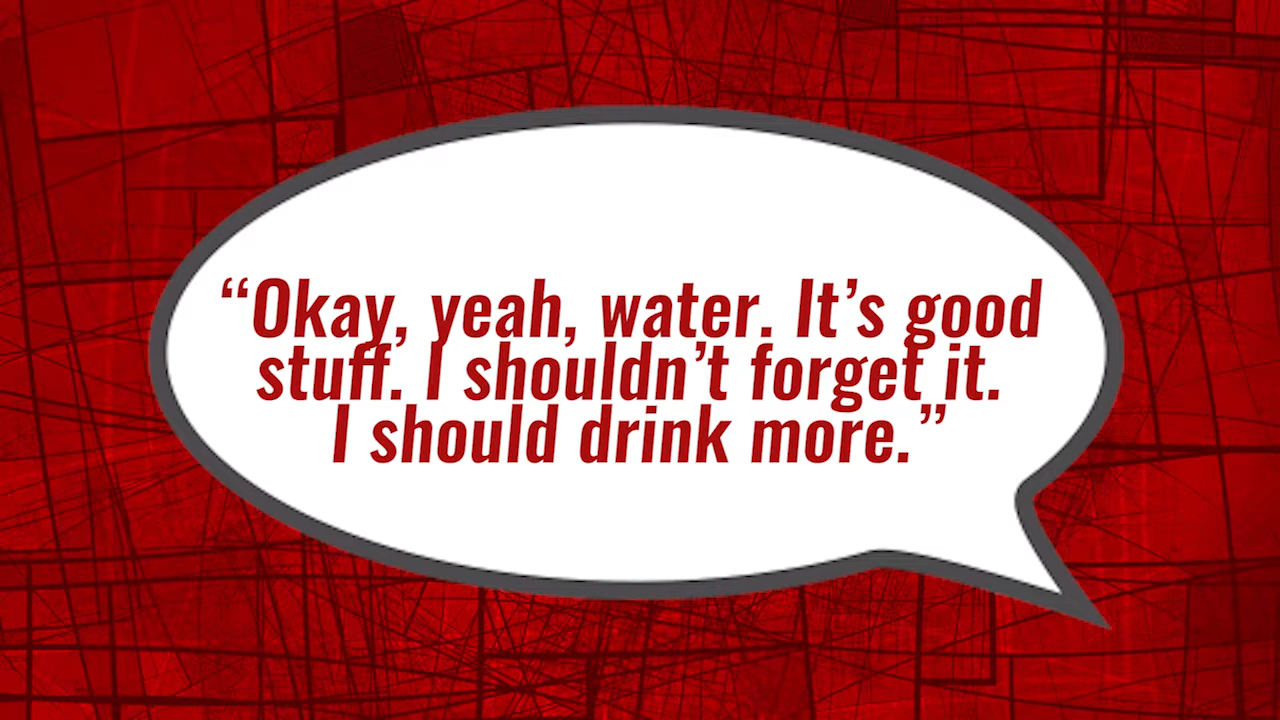 “Okay, yeah, water. It’s good
stuff. I shouldn’t forget it.
I should drink more.”